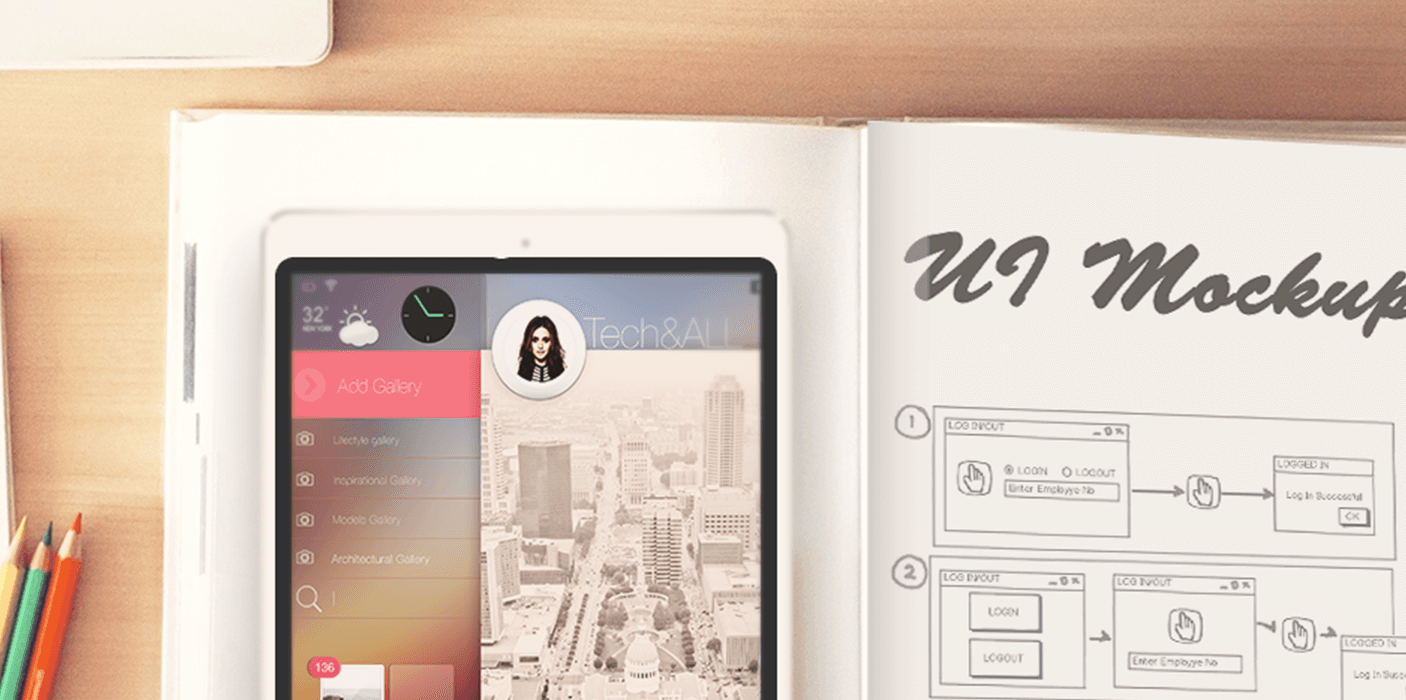 32°
NEW YORK
Tech&ALL
Add Gallery
Lifestyle gallery
Inspirational Gallery
Models Gallery
Architectural Gallery
136
UI Mockup
1
LOG IN/OUT
LOGIN LOGOUT
Enter Employye No
LOGGED IN
Log In Successful
OK
2
LOG IN/OUT
LOGIN
LOGOUT
LOG IN/OUT
Enter Employye No
LOGGED IN
Log In Succ